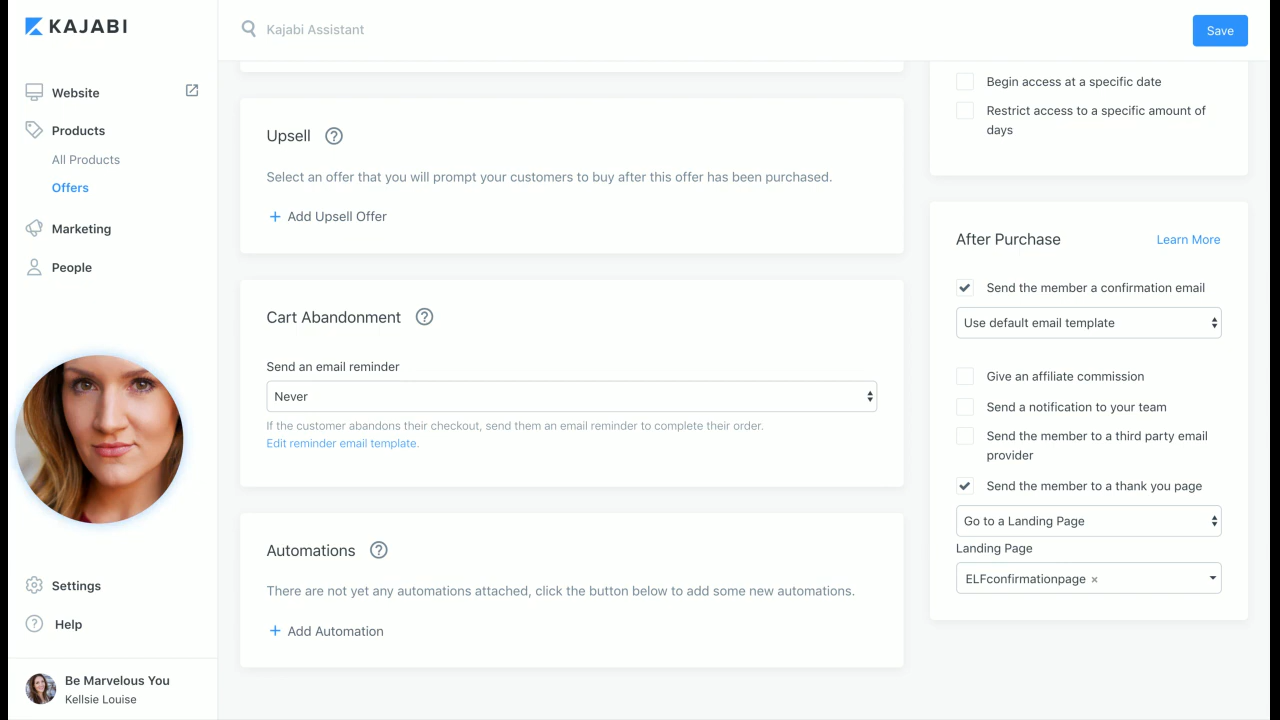 KAJABI
Kajabi Assistant
Save
Website
Products
All Products
Offers
Marketing
People
Settings
Help
Be Marvelous You
Kellsie Louise
Upsell ?
Select an offer that you will prompt your customers to buy after this offer has been purchased.
+ Add Upsell Offer
Cart Abandonment ?
Send an email reminder
Never
If the customer abandons their checkout, send them an email reminder to complete their order.
Edit reminder email template.
Automations ?
There are not yet any automations attached, click the button below to add some new automations.
+ Add Automation
Begin access at a specific date
Restrict access to a specific amount of
days
After Purchase Learn More
Send the member a confirmation email
Use default email template
Give an affiliate commission
Send a notification to your team
Send the member to a third party email
provider
Send the member to a thank you page
Go to a Landing Page
Landing Page
ELFconfirmationpage ×